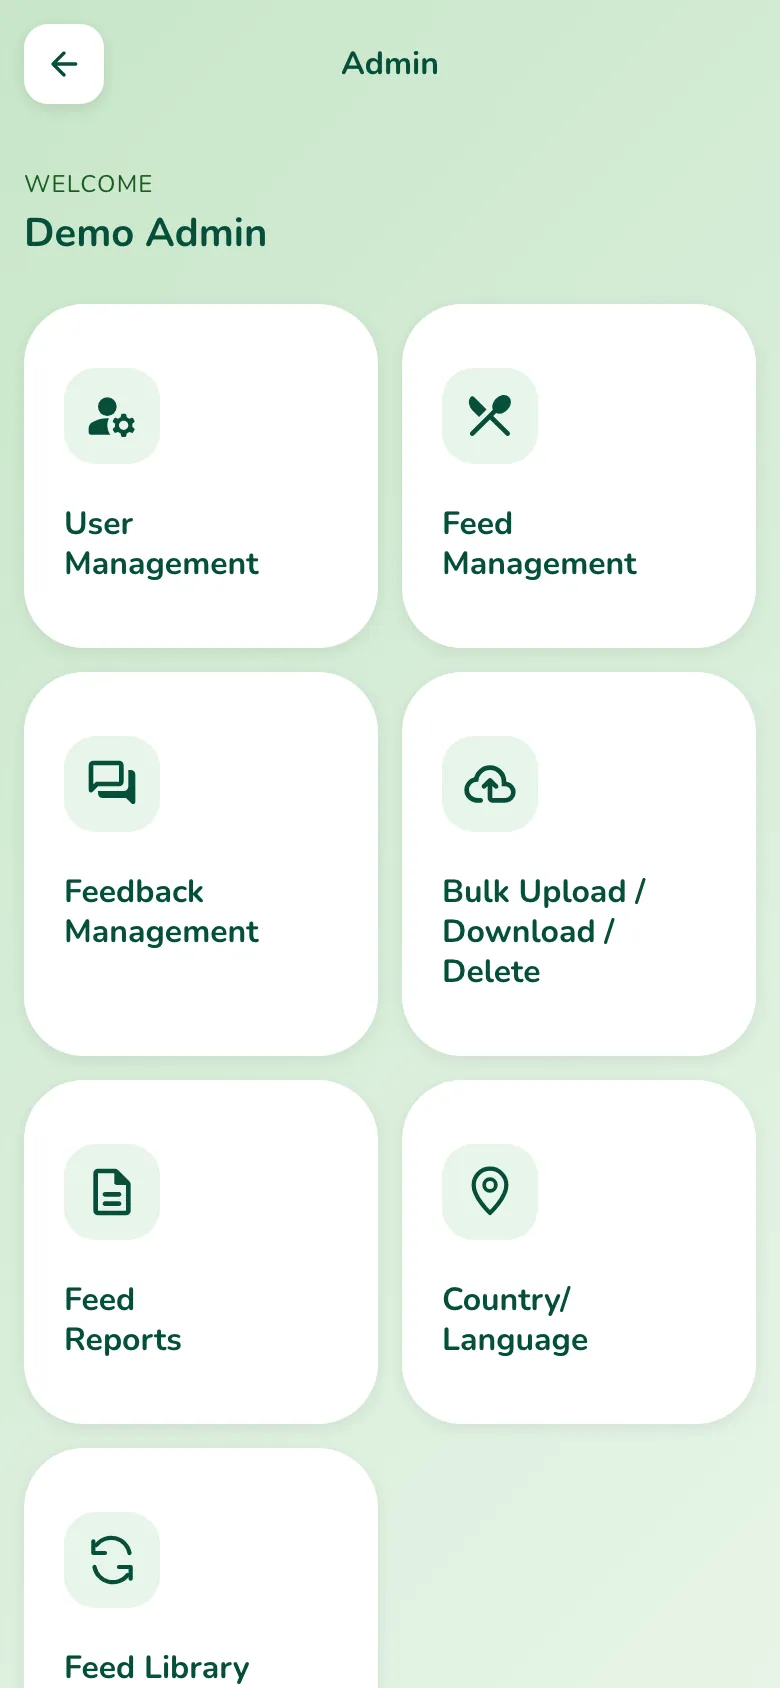 Admin
WELCOME
Demo Admin
User
Management
Feed
Management
Feedback
Management
Bulk Upload /
Download /
Delete
Feed
Reports
Country/
Language
Feed Library